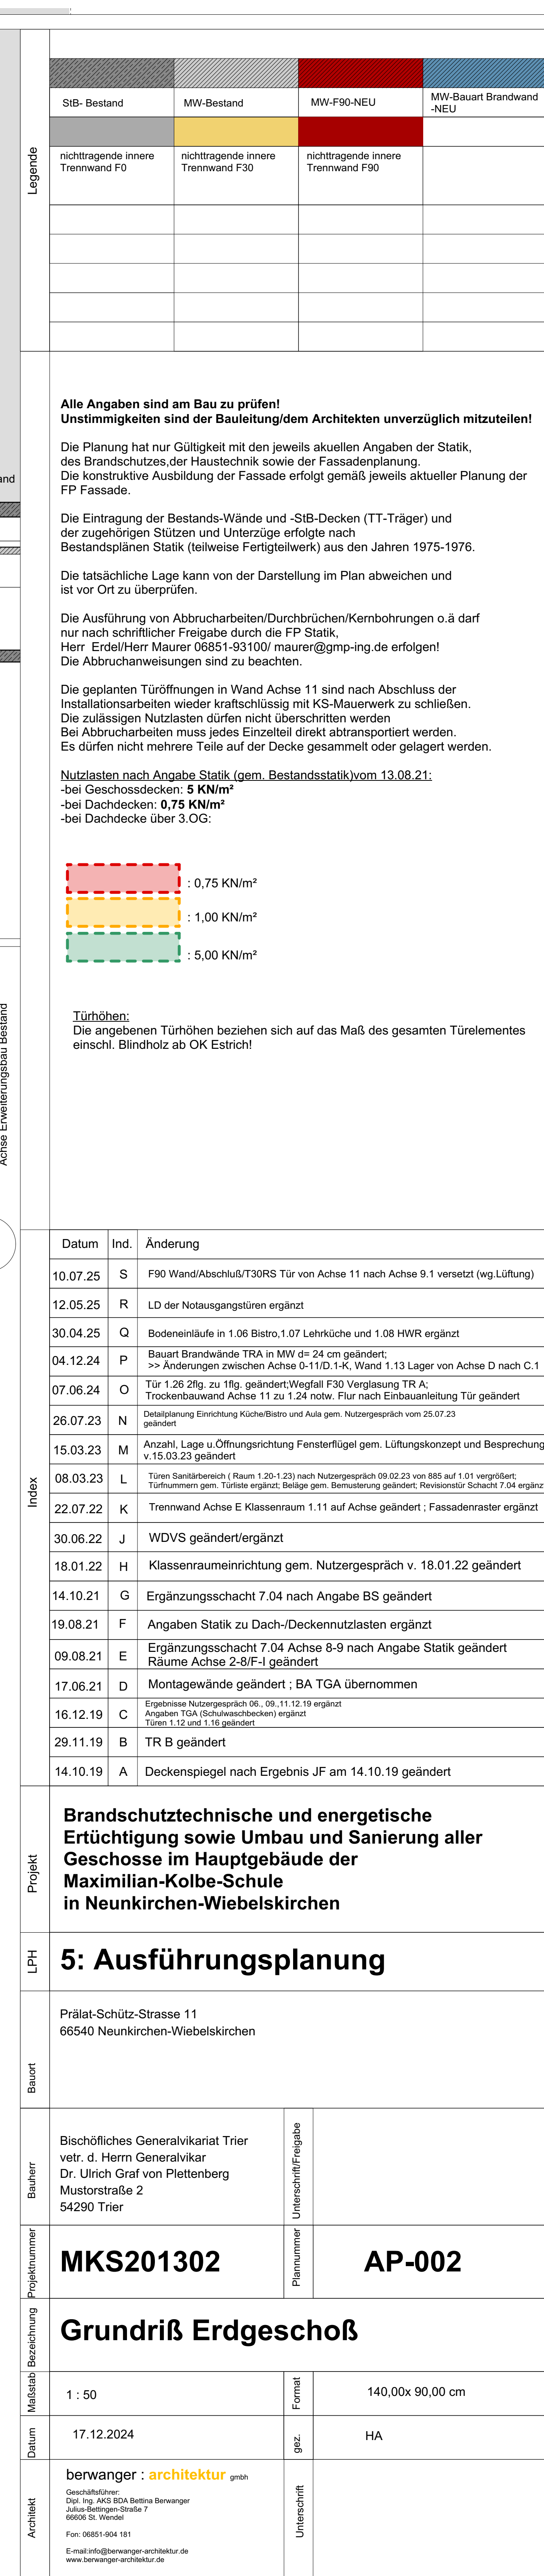 Legende
StB- Bestand
MW-Bestand
MW-F90-NEU
MW-Bauart Brandwand
-NEU
nichttragende innere
Trennwand F0
nichttragende innere
Trennwand F30
nichttragende innere
Trennwand F90
Alle Angaben sind am Bau zu prüfen!
Unstimmigkeiten sind der Bauleitung/dem Architekten unverzüglich mitzuteilen!
Die Planung hat nur Gültigkeit mit den jeweils akuellen Angaben der Statik,
des Brandschutzes,der Haustechnik sowie der Fassadenplanung.
Die konstruktive Ausbildung der Fassade erfolgt gemäß jeweils aktueller Planung der
FP Fassade.
Die Eintragung der Bestands-Wände und -StB-Decken (TT-Träger) und
der zugehörigen Stützen und Unterzüge erfolgte nach
Bestandsplänen Statik (teilweise Fertigteilwerk) aus den Jahren 1975-1976.
Die tatsächliche Lage kann von der Darstellung im Plan abweichen und
ist vor Ort zu überprüfen.
Die Ausführung von Abbrucharbeiten/Durchbrüchen/Kernbohrungen o.ä darf
nur nach schriftlicher Freigabe durch die FP Statik,
Herr Erdel/Herr Maurer 06851-93100/ maurer@gmp-ing.de erfolgen!
Die Abbruchanweisungen sind zu beachten.
Die geplanten Türöffnungen in Wand Achse 11 sind nach Abschluss der
Installationsarbeiten wieder kraftschlüssig mit KS-Mauerwerk zu schließen.
Die zulässigen Nutzlasten dürfen nicht überschritten werden
Bei Abbrucharbeiten muss jedes Einzelteil direkt abtransportiert werden.
Es dürfen nicht mehrere Teile auf der Decke gesammelt oder gelagert werden.
Nutzlasten nach Angabe Statik (gem. Bestandsstatik)vom 13.08.21:
-bei Geschossdecken: 5 KN/m²
-bei Dachdecken: 0,75 KN/m²
-bei Dachdecke über 3.OG:
: 0,75 KN/m²
: 1,00 KN/m²
: 5,00 KN/m²
Türhöhen:
Die angebenen Türhöhen beziehen sich auf das Maß des gesamten Türelementes
einschl. Blindholz ab OK Estrich!
and
Achse Erweiterungsbau Bestand
Index
Datum Ind. Änderung
10.07.25 S F90 Wand/Abschluß/T30RS Tür von Achse 11 nach Achse 9.1 versetzt (wg.Lüftung)
12.05.25 R LD der Notausgangstüren ergänzt
30.04.25 Q Bodeneinläufe in 1.06 Bistro,1.07 Lehrküche und 1.08 HWR ergänzt
04.12.24 P Bauart Brandwände TRA in MW d= 24 cm geändert;
>> Änderungen zwischen Achse 0-11/D.1-K, Wand 1.13 Lager von Achse D nach C.1
07.06.24 O Tür 1.26 2flg. zu 1flg. geändert;Wegfall F30 Verglasung TR A;
Trockenbauwand Achse 11 zu 1.24 notw. Flur nach Einbauanleitung Tür geändert
26.07.23 N Detailplanung Einrichtung Küche/Bistro und Aula gem. Nutzergespräch vom 25.07.23
geändert
15.03.23 M Anzahl, Lage u.Öffnungsrichtung Fensterflügel gem. Lüftungskonzept und Besprechung
v.15.03.23 geändert
08.03.23 L Türen Sanitärbereich ( Raum 1.20-1.23) nach Nutzergespräch 09.02.23 von 885 auf 1.01 vergrößert;
Türfnummern gem. Türliste ergänzt; Beläge gem. Bemusterung geändert; Revisionstür Schacht 7.04 ergänzt
22.07.22 K Trennwand Achse E Klassenraum 1.11 auf Achse geändert ; Fassadenraster ergänzt
30.06.22 J WDVS geändert/ergänzt
18.01.22 H Klassenraumeinrichtung gem. Nutzergespräch v. 18.01.22 geändert
14.10.21 G Ergänzungsschacht 7.04 nach Angabe BS geändert
19.08.21 F Angaben Statik zu Dach-/Deckennutzlasten ergänzt
09.08.21 E Ergänzungsschacht 7.04 Achse 8-9 nach Angabe Statik geändert
Räume Achse 2-8/F-I geändert
17.06.21 D Montagewände geändert ; BA TGA übernommen
16.12.19 C Ergebnisse Nutzergespräch 06., 09.,11.12.19 ergänzt
Angaben TGA (Schulwaschbecken) ergänzt
Türen 1.12 und 1.16 geändert
29.11.19 B TR B geändert
14.10.19 A Deckenspiegel nach Ergebnis JF am 14.10.19 geändert
Projekt
Brandschutztechnische und energetische
Ertüchtigung sowie Umbau und Sanierung aller
Geschosse im Hauptgebäude der
Maximilian-Kolbe-Schule
in Neunkirchen-Wiebelskirchen
LPH
5: Ausführungsplanung
Bauort
Prälat-Schütz-Strasse 11
66540 Neunkirchen-Wiebelskirchen
Bauherr
Bischöfliches Generalvikariat Trier
vetr. d. Herrn Generalvikar
Dr. Ulrich Graf von Plettenberg
Mustorstraße 2
54290 Trier
Unterschrift/Freigabe
Projektnummer
MKS201302
Plannummer
AP-002
Bezeichnung
Grundriß Erdgeschoß
Maßstab
1 : 50
Format
140,00x 90,00 cm
Datum
17.12.2024
gez.
HA
Architekt
berwanger : architektur gmbh
Geschäftsführer:
Dipl. Ing. AKS BDA Bettina Berwanger
Julius-Bettingen-Straße 7
66606 St. Wendel
Fon: 06851-904 181
E-mail:info@berwanger-architektur.de
www.berwanger-architektur.de
Unterschrift